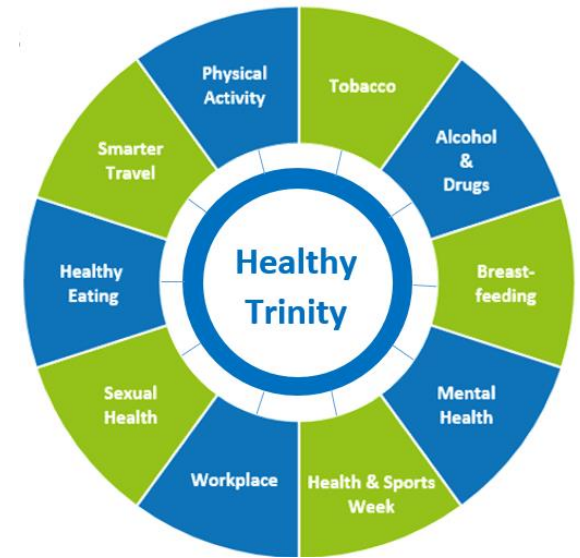 Physical
Activity
Tobacco
Alcohol
&
Drugs
Breast-
feeding
Mental
Health
Health & Sports
Week
Workplace
Sexual
Health
Healthy
Eating
Smarter
Travel
Healthy
Trinity